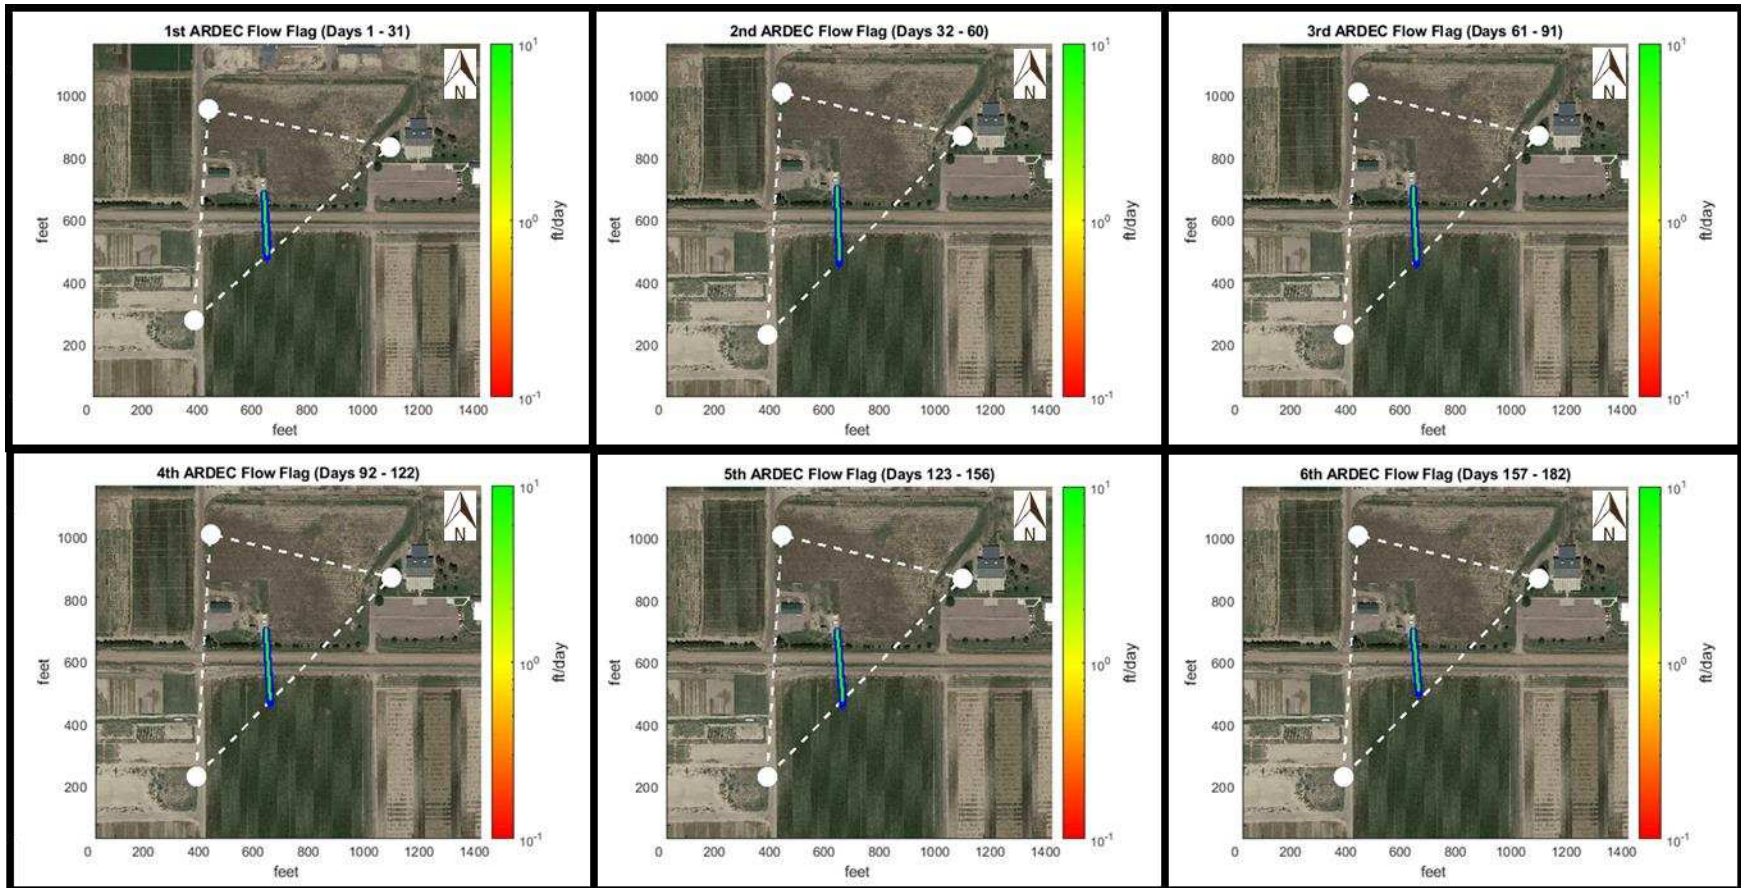 1st ARDEC Flow Flag (Days 1 - 31)
N
1000
800
600
400
200
feet
0 200 400 600 800 1000 1200 1400
feet
10^1
10^0
10^-1
ft/day
2nd ARDEC Flow Flag (Days 32 - 60)
N
1000
800
600
400
200
feet
0 200 400 600 800 1000 1200 1400
feet
10^1
10^0
10^-1
ft/day
3rd ARDEC Flow Flag (Days 61 - 91)
N
1000
800
600
400
200
feet
0 200 400 600 800 1000 1200 1400
feet
10^1
10^0
10^-1
ft/day
4th ARDEC Flow Flag (Days 92 - 122)
N
1000
800
600
400
200
feet
0 200 400 600 800 1000 1200 1400
feet
10^1
10^0
10^-1
ft/day
5th ARDEC Flow Flag (Days 123 - 156)
N
1000
800
600
400
200
feet
0 200 400 600 800 1000 1200 1400
feet
10^1
10^0
10^-1
ft/day
6th ARDEC Flow Flag (Days 157 - 182)
N
1000
800
600
400
200
feet
0 200 400 600 800 1000 1200 1400
feet
10^1
10^0
10^-1
ft/day